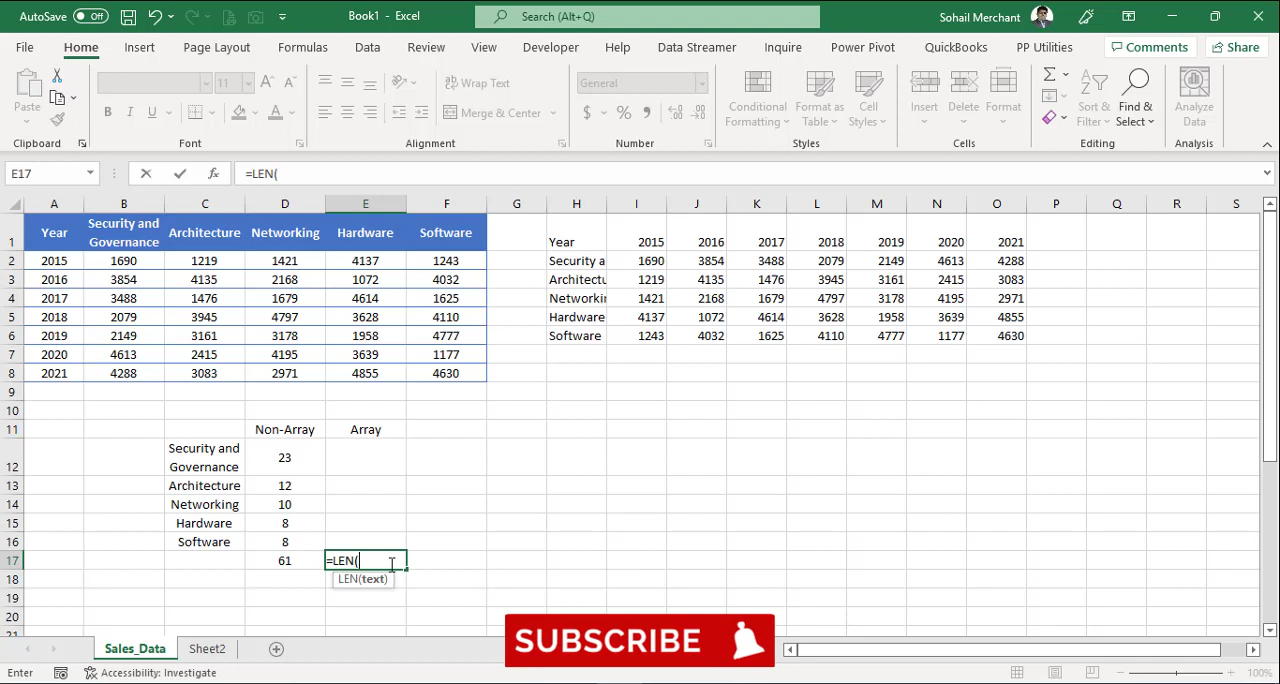 AutoSave Off Book1 - Excel Search (Alt+Q) Sohail Merchant
File Home Insert Page Layout Formulas Data Review View Developer Help Data Streamer Inquire Power Pivot QuickBooks PP Utilities Comments Share
Paste
11 A A
B I U A
Wrap Text
Merge & Center
General
$ % ,
Conditional Formatting
Format as Table
Cell Styles
Insert Delete Format
Sort & Filter
Find & Select
Analyze Data
Clipboard Font Alignment Number Styles Cells Editing Analysis
E17 fx =LEN(
A B C D E F G H I J K L M N O P Q R S
1 Year Security and Governance Architecture Networking Hardware Software Year 2015 2016 2017 2018 2019 2020 2021
2 2015 1690 1219 1421 4137 1243 Security a 1690 3854 3488 2079 2149 4613 4288
3 2016 3854 4135 2168 1072 4032 Architectu 1219 4135 1476 3945 3161 2415 3083
4 2017 3488 1476 1679 4614 1625 Networkin 1421 2168 1679 4797 3178 4195 2971
5 2018 2079 3945 4797 3628 4110 Hardware 4137 1072 4614 3628 1958 3639 4855
6 2019 2149 3161 3178 1958 4777 Software 1243 4032 1625 4110 4777 1177 4630
7 2020 4613 2415 4195 3639 1177
8 2021 4288 3083 2971 4855 4630
9
10
11 Non-Array Array
12 Security and Governance 23
13 Architecture 12
14 Networking 10
15 Hardware 8
16 Software 8
17 61 =LEN(
18 LEN(text)
19
20
21
SUBSCRIBE
Sales_Data Sheet2
Enter Accessibility: Investigate 100%